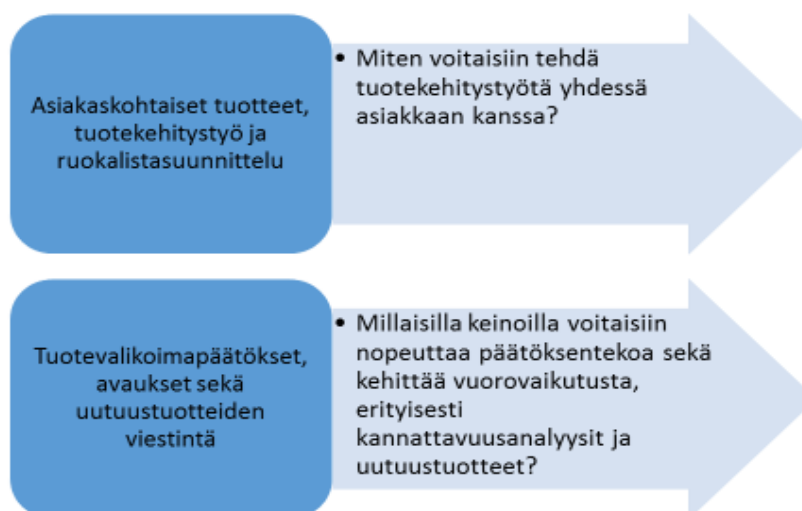 Asiakaskohtaiset tuotteet,
tuotekehitystyö ja
ruokalistasuunnittelu
• Miten voitaisiin tehdä
tuotekehitystyötä yhdessä
asiakkaan kanssa?
Tuotevalikoimapäätökset,
avaukset sekä
uutuustuotteiden
viestintä
• Millaisilla keinoilla voitaisiin
nopeuttaa päätöksentekoa sekä
kehittää vuorovaikutusta,
erityisesti
kannattavuusanalyysit ja
uutuustuotteet?